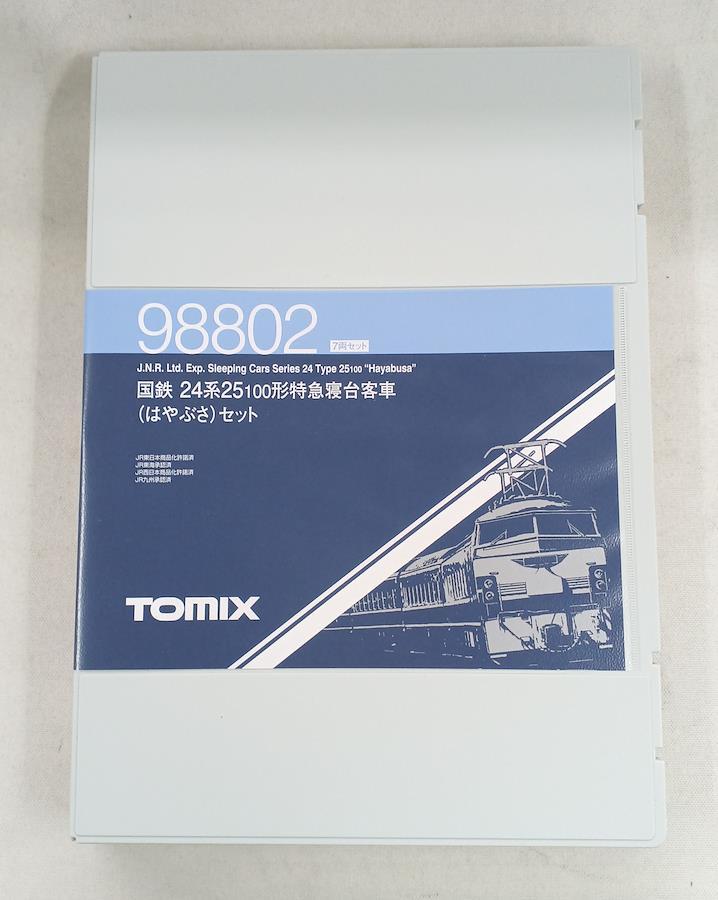 98802 7両セット
J.N.R. Ltd. Exp. Sleeping Cars Series 24 Type 25100 "Hayabusa"
国鉄 24系25100形特急寝台客車
(はやぶさ)セット
JR東日本商品化許諾済
JR東海承認済
JR西日本商品化許諾済
JR九州承認済
TOMIX